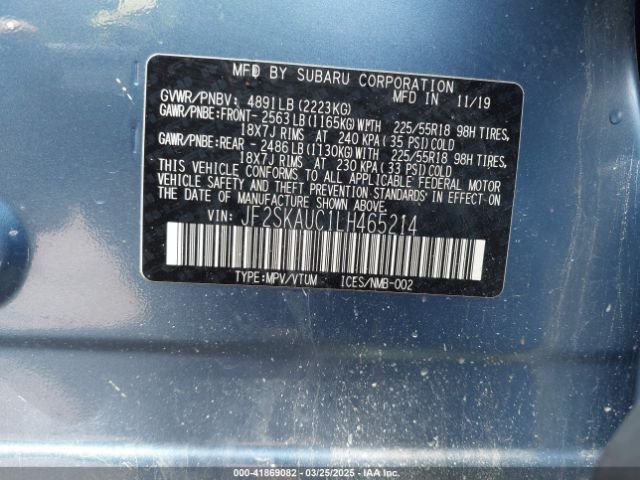 MFD BY SUBARU CORPORATION
GVWR/PNBV: 4891LB (2223KG) MFD IN 11/19
GAWR/PNBE:FRONT- 2563LB (1165KG) WITH 225/55R18 98H TIRES,
18X7J RIMS AT 240 KPA ( 35 PSI) COLD
GAWR/PNBE:REAR - 2486LB (1130KG) WITH 225/55R18 98H TIRES,
18X7J RIMS AT 230 KPA ( 33 PSI) COLD
THIS VEHICLE CONFORMS TO ALL APPLICABLE FEDERAL MOTOR
VEHICLE SAFETY AND THEFT PREVENTION STANDARDS IN EFFECT ON
THE DATE OF MANUFACTURE SHOWN ABOVE.
VIN: JF2SKAUC1LH465214
TYPE:MPV/VTUM ICES/NMB-002
000-41869082 - 03/25/2025 - IAA Inc.